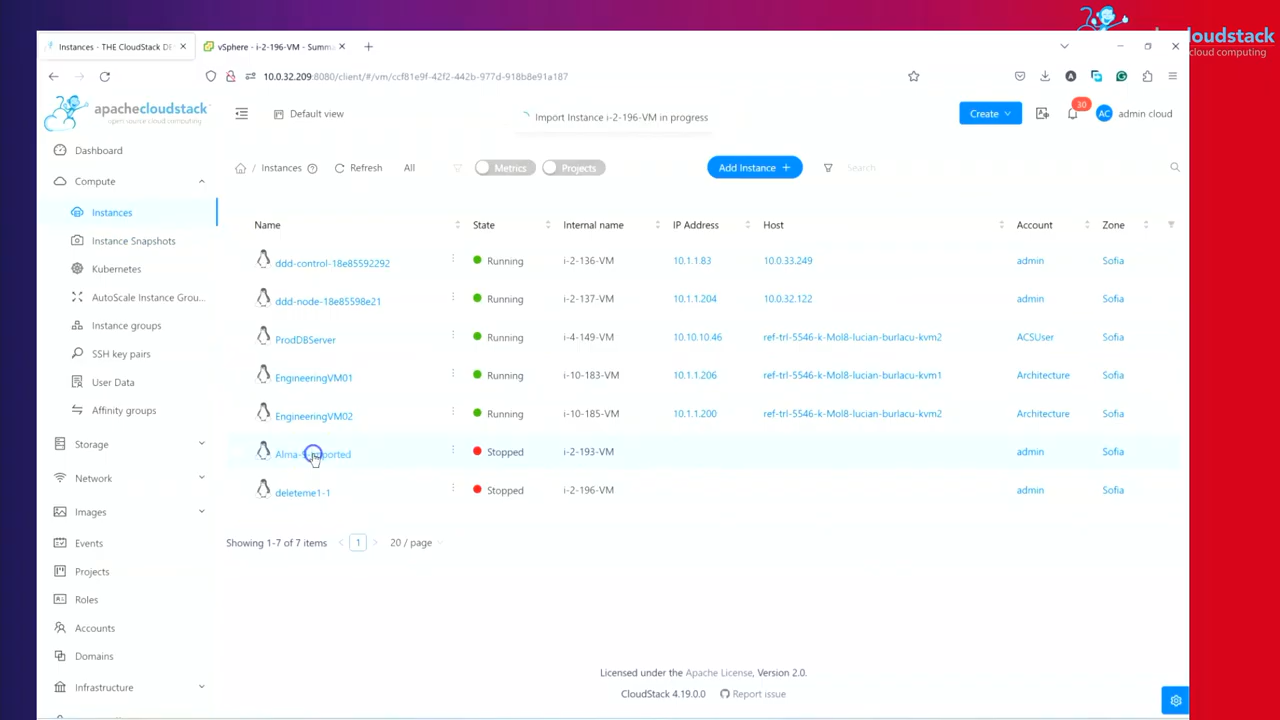 cloudstack
cloud computing
Instances - THE CloudStack DE
vSphere - i-2-196-VM - Summa
10.0.32.209:8080/client/#/vm/ccf81e9f-42f2-442b-977d-918b8e91a187
apachecloudstack
open source cloud computing
Default view
Import Instance i-2-196-VM in progress
Create
30
AC
admin cloud
Dashboard
Compute
Instances
Instance Snapshots
Kubernetes
AutoScale Instance Grou...
Instance groups
SSH key pairs
User Data
Affinity groups
Storage
Network
Images
Events
Projects
Roles
Accounts
Domains
Infrastructure
/ Instances Refresh All Metrics Projects Add Instance + Search
Name State Internal name IP Address Host Account Zone
ddd-control-18e85592292 Running i-2-136-VM 10.1.1.83 10.0.33.249 admin Sofia
ddd-node-18e85598e21 Running i-2-137-VM 10.1.1.204 10.0.32.122 admin Sofia
ProdDBServer Running i-4-149-VM 10.10.10.46 ref-trl-5546-k-Mol8-lucian-burlacu-kvm2 ACSUser Sofia
EngineeringVM01 Running i-10-183-VM 10.1.1.206 ref-trl-5546-k-Mol8-lucian-burlacu-kvm1 Architecture Sofia
EngineeringVM02 Running i-10-185-VM 10.1.1.200 ref-trl-5546-k-Mol8-lucian-burlacu-kvm2 Architecture Sofia
Stopped i-2-193-VM admin Sofia
deleteme1-1 Stopped i-2-196-VM admin Sofia
Showing 1-7 of 7 items < 1 > 20 / page
Licensed under the Apache License, Version 2.0.
CloudStack 4.19.0.0 Report issue